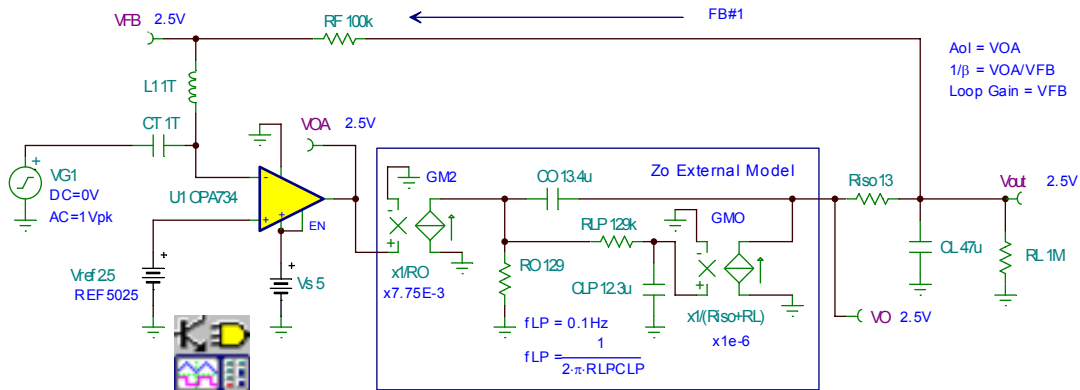 VFB 2.5V
RF 100k
FB#1
Aol = VOA
1/β = VOA/VFB
Loop Gain = VFB
L1 1T
CT 1T
VOA 2.5V
VG1
DC=0V
AC=1Vpk
U1 OPA734
EN
Vref 2.5
REF5025
Vs 5
Zo External Model
GM2
x1/RO
x7.75E-3
CO 13.4u
RLP 129k
RO 129
CLP 12.3u
GMO
x1/(Riso+RL)
x1e-6
fLP = 0.1Hz
fLP = 1
2·π·RLPCLP
Riso 13
Vout 2.5V
CL 47u
RL 1M
VO 2.5V